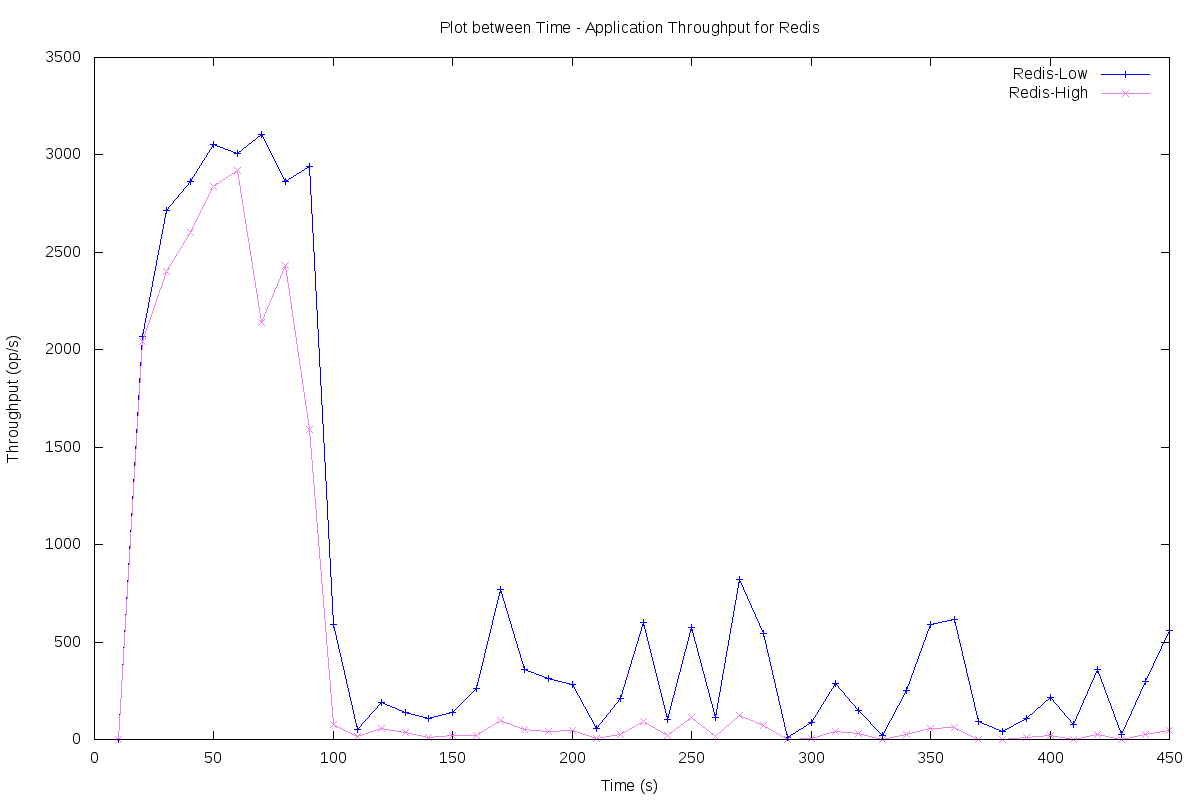 Plot between Time - Application Throughput for Redis
Redis-Low
Redis-High
Throughput (op/s)
3500
3000
2500
2000
1500
1000
500
0
0 50 100 150 200 250 300 350 400 450
Time (s)